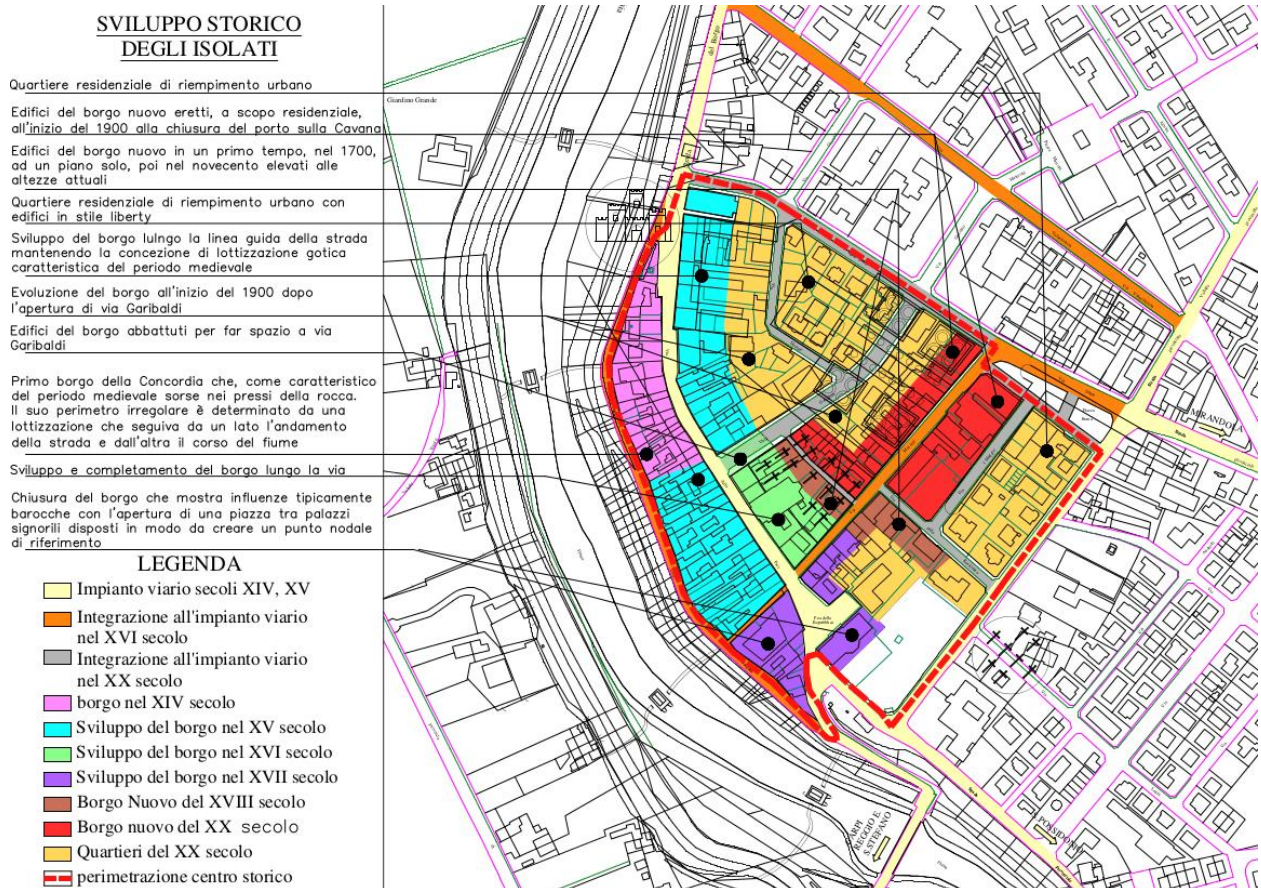 SVILUPPO STORICO
DEGLI ISOLATI
Quartiere residenziale di riempimento urbano
Edifici del borgo nuovo eretti, a scopo residenziale,
all'inizio del 1900 alla chiusura del porto sulla Cavana
Edifici del borgo nuovo in un primo tempo, nel 1700,
ad un piano solo, poi nel novecento elevati alle
altezze attuali
Quartiere residenziale di riempimento urbano con
edifici in stile liberty
Sviluppo del borgo lulngo la linea guida della strada
mantenendo la concezione di lottizzazione gotica
caratteristica del periodo medievale
Evoluzione del borgo all'inizio del 1900 dopo
l'apertura di via Garibaldi
Edifici del borgo abbattuti per far spazio a via
Garibaldi
Primo borgo della Concordia che, come caratteristico
del periodo medievale sorse nei pressi della rocca.
Il suo perimetro irregolare è determinato da una
lottizzazione che seguiva da un lato l'andamento
della strada e dall'altra il corso del fiume
Sviluppo e completamento del borgo lungo la via
Chiusura del borgo che mostra influenze tipicamente
barocche con l'apertura di una piazza tra palazzi
signorili disposti in modo da creare un punto nodale
di riferimento
LEGENDA
Impianto viario secoli XIV, XV
Integrazione all'impianto viario
nel XVI secolo
Integrazione all'impianto viario
nel XX secolo
borgo nel XIV secolo
Sviluppo del borgo nel XV secolo
Sviluppo del borgo nel XVI secolo
Sviluppo del borgo nel XVII secolo
Borgo Nuovo del XVIII secolo
Borgo nuovo del XX secolo
Quartieri del XX secolo
perimetrazione centro storico
Giardino Grande
del Borgo
MIRANDOLA
P.zza della
Repubblica
CARPI
REGGIO E.
S.STEFANO
S. POSSIDONIO